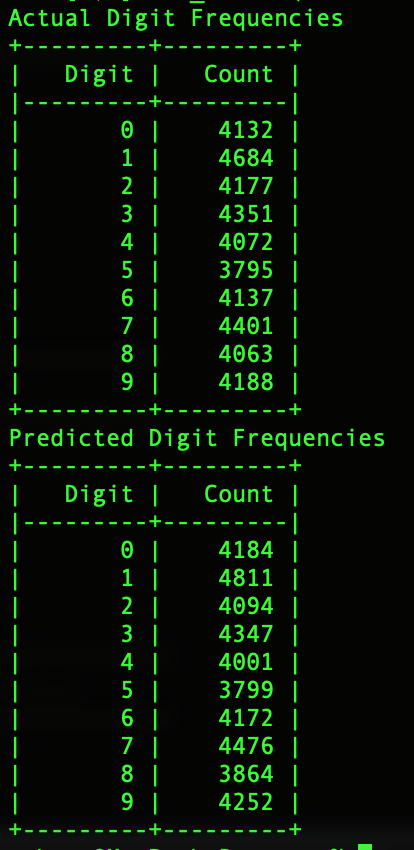 Actual Digit Frequencies
+---------+---------+
|   Digit |   Count |
|---------+---------|
|       0 |    4132 |
|       1 |    4684 |
|       2 |    4177 |
|       3 |    4351 |
|       4 |    4072 |
|       5 |    3795 |
|       6 |    4137 |
|       7 |    4401 |
|       8 |    4063 |
|       9 |    4188 |
+---------+---------+
Predicted Digit Frequencies
+---------+---------+
|   Digit |   Count |
|---------+---------|
|       0 |    4184 |
|       1 |    4811 |
|       2 |    4094 |
|       3 |    4347 |
|       4 |    4001 |
|       5 |    3799 |
|       6 |    4172 |
|       7 |    4476 |
|       8 |    3864 |
|       9 |    4252 |
+---------+---------+